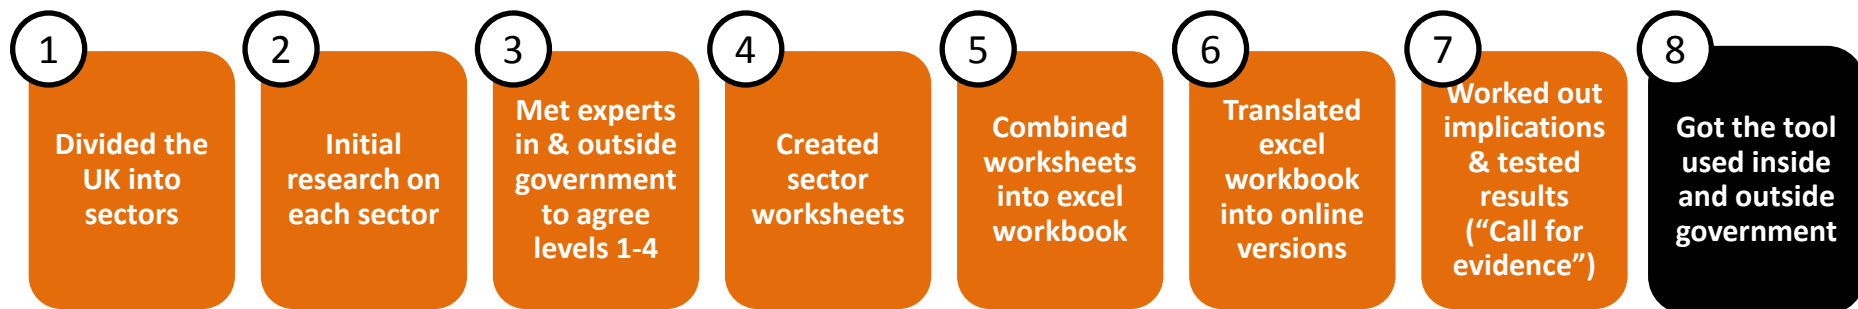 1
Divided the
UK into
sectors
2
Initial
research on
each sector
3
Met experts
in & outside
government
to agree
levels 1-4
4
Created
sector
worksheets
5
Combined
worksheets
into excel
workbook
6
Translated
excel
workbook
into online
versions
7
Worked out
implications
& tested
results
(“Call for
evidence”)
8
Got the tool
used inside
and outside
government